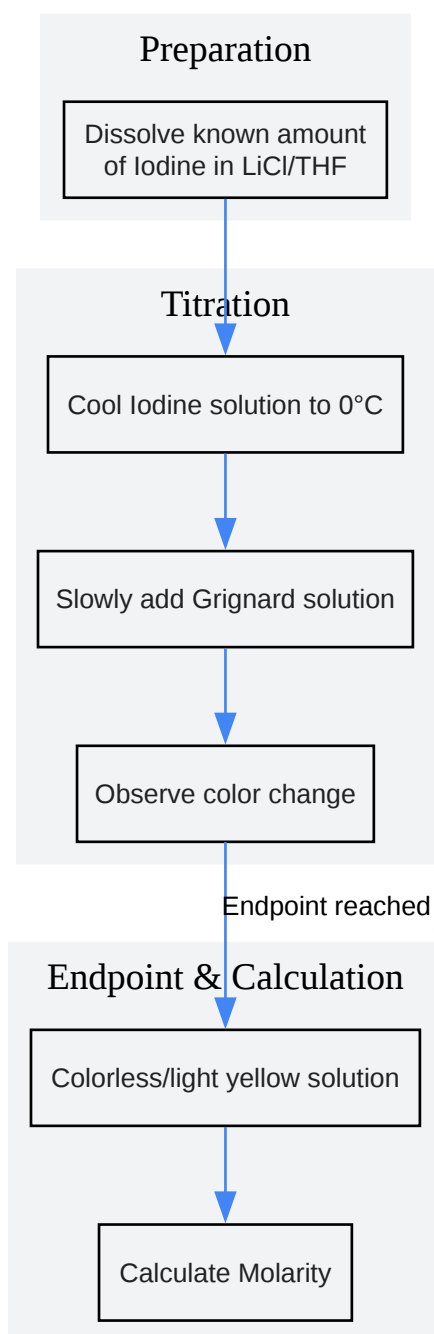 Preparation
Dissolve known amount
of Iodine in LiCl/THF
Titration
Cool Iodine solution to 0°C
Slowly add Grignard solution
Observe color change
Endpoint reached
Endpoint & Calculation
Colorless/light yellow solution
Calculate Molarity